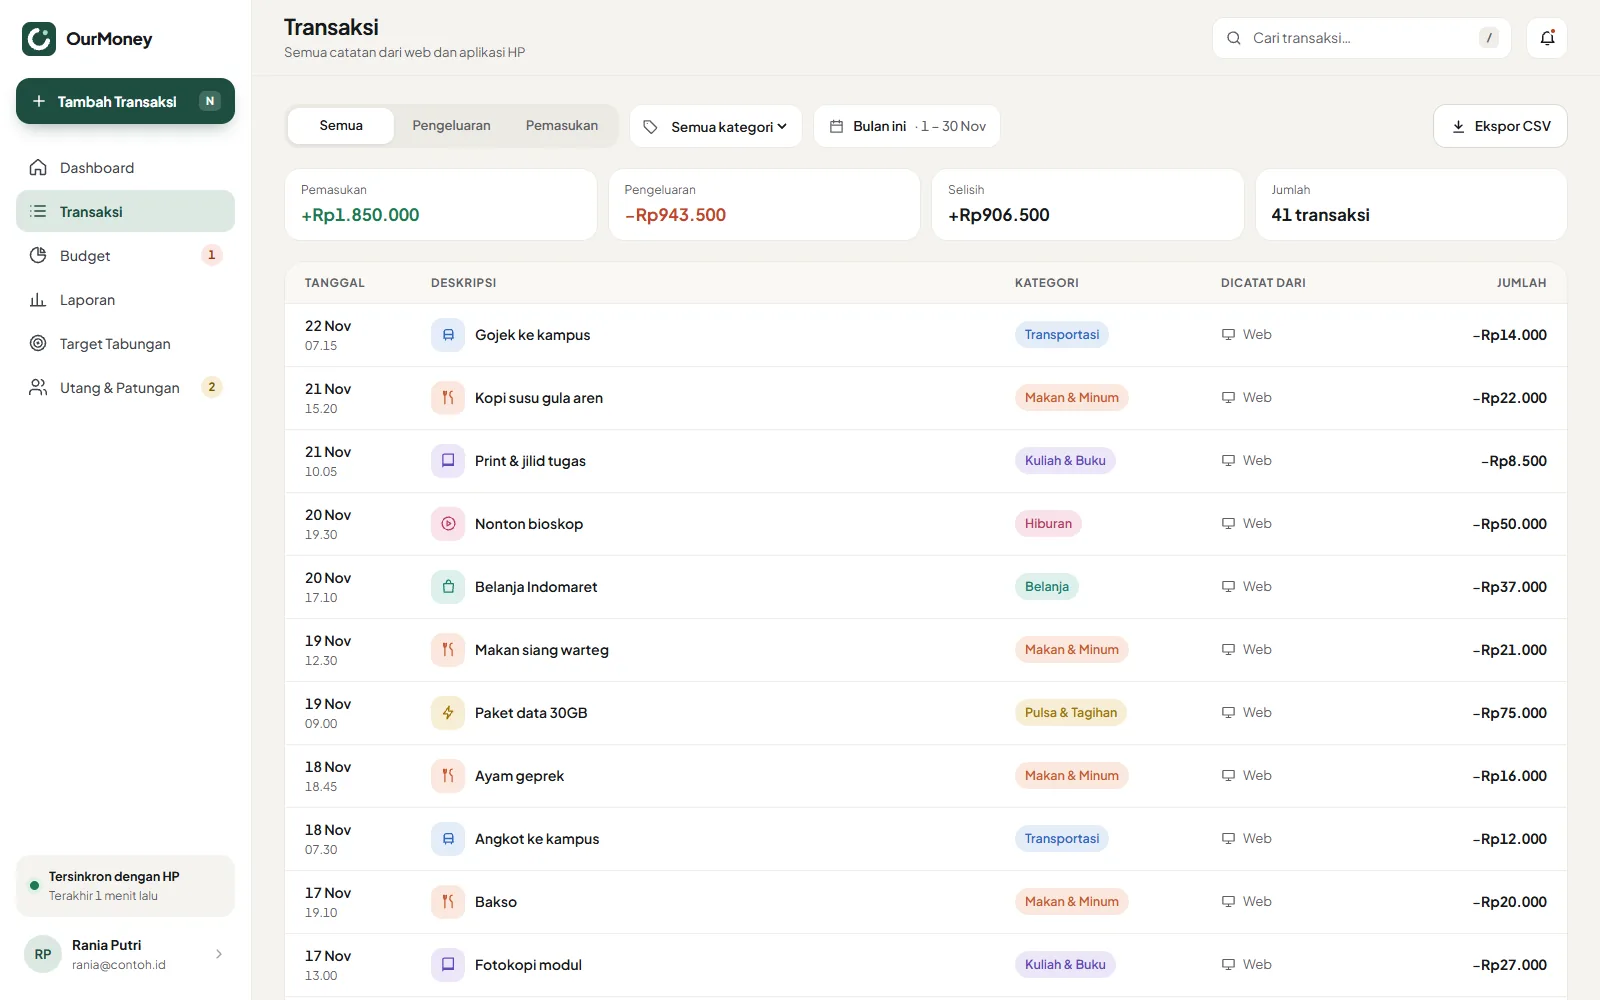 OurMoney
Tambah Transaksi N
Dashboard
Transaksi
Budget 1
Laporan
Target Tabungan
Utang & Patungan 2
Tersinkron dengan HP
Terakhir 1 menit lalu
RP
Rania Putri
rania@contoh.id
Transaksi
Semua catatan dari web dan aplikasi HP
Cari transaksi... /
Semua Pengeluaran Pemasukan
Semua kategori
Bulan ini · 1 – 30 Nov
Ekspor CSV
Pemasukan
+Rp1.850.000
Pengeluaran
−Rp943.500
Selisih
+Rp906.500
Jumlah
41 transaksi
TANGGAL DESKRIPSI KATEGORI DICATAT DARI JUMLAH
22 Nov
07.15
Gojek ke kampus Transportasi Web −Rp14.000
21 Nov
15.20
Kopi susu gula aren Makan & Minum Web −Rp22.000
21 Nov
10.05
Print & jilid tugas Kuliah & Buku Web −Rp8.500
20 Nov
19.30
Nonton bioskop Hiburan Web −Rp50.000
20 Nov
17.10
Belanja Indomaret Belanja Web −Rp37.000
19 Nov
12.30
Makan siang warteg Makan & Minum Web −Rp21.000
19 Nov
09.00
Paket data 30GB Pulsa & Tagihan Web −Rp75.000
18 Nov
18.45
Ayam geprek Makan & Minum Web −Rp16.000
18 Nov
07.30
Angkot ke kampus Transportasi Web −Rp12.000
17 Nov
19.10
Bakso Makan & Minum Web −Rp20.000
17 Nov
13.00
Fotokopi modul Kuliah & Buku Web −Rp27.000